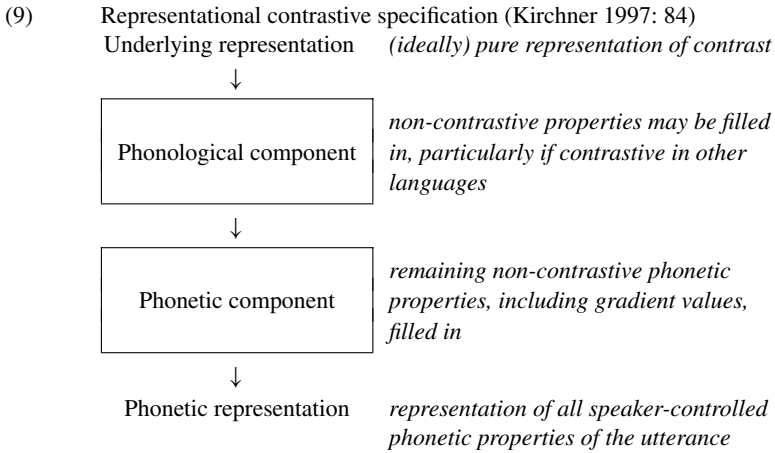 (9) Representational contrastive specification (Kirchner 1997: 84)
Underlying representation (ideally) pure representation of contrast
↓
non-contrastive properties may be filled
Phonological component in, particularly if contrastive in other
languages
↓
remaining non-contrastive phonetic
Phonetic component properties, including gradient values,
filled in
↓
Phonetic representation representation of all speaker-controlled
phonetic properties of the utterance